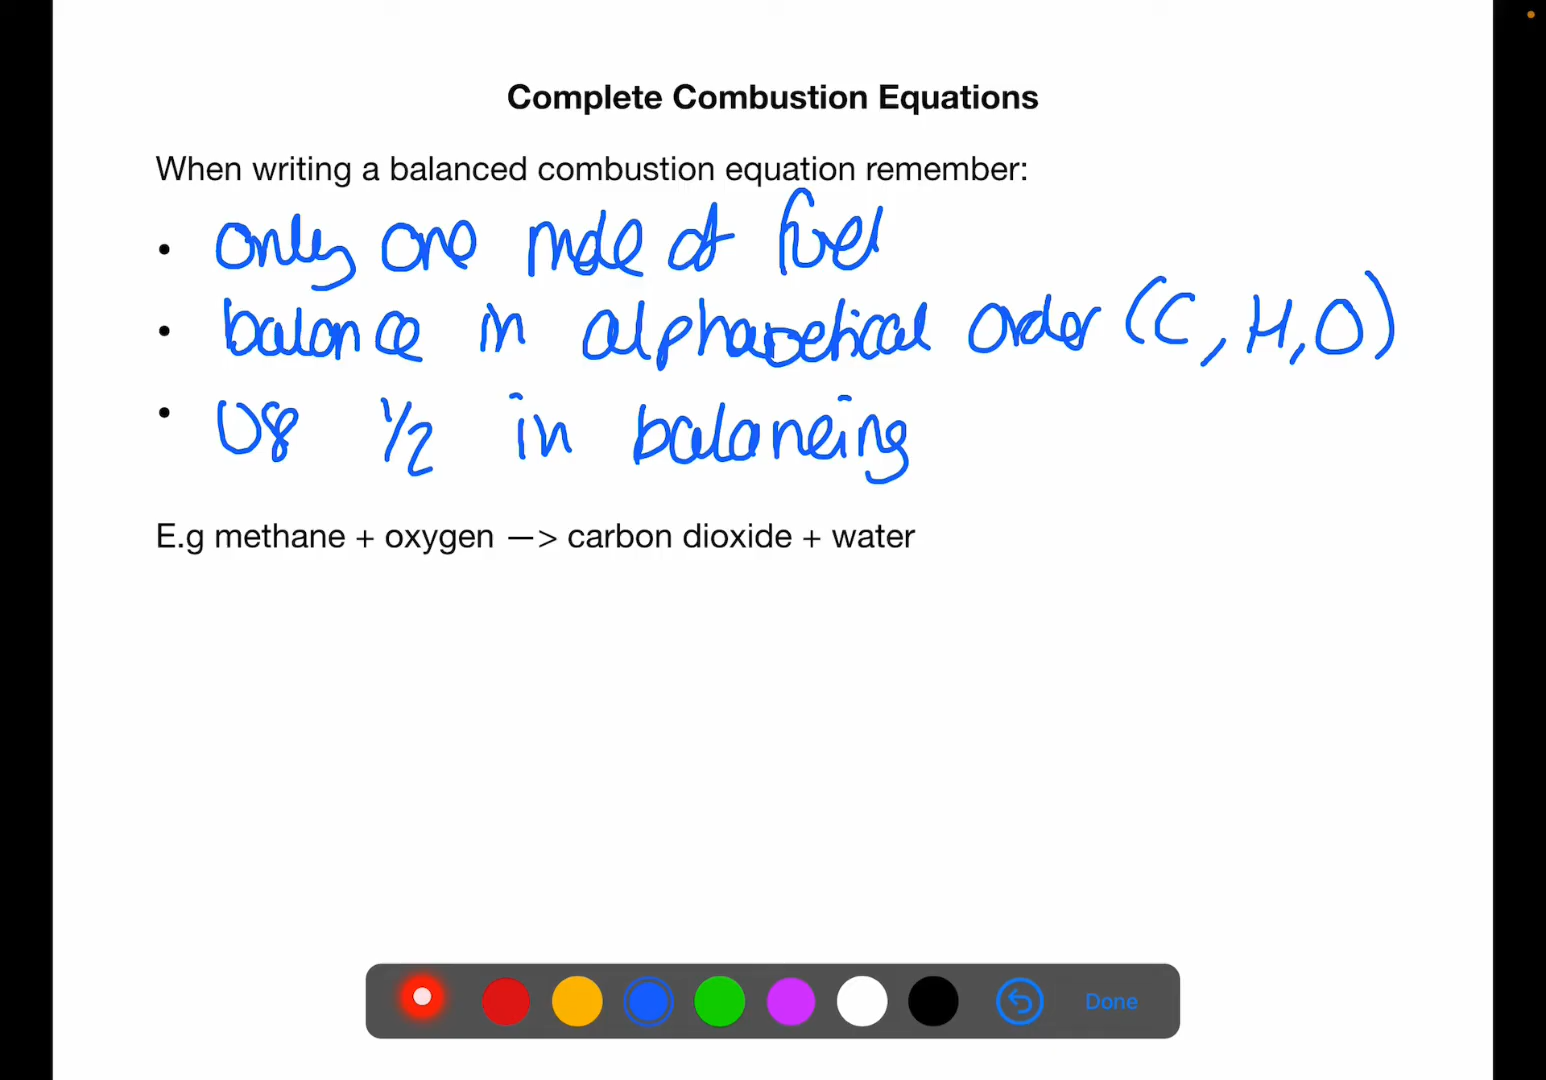 Complete Combustion Equations
When writing a balanced combustion equation remember:
• only one mole of fuel
• balance in alphabetical order (C, H, O)
• Use 1/2 in balancing
E.g methane + oxygen —> carbon dioxide + water
Done